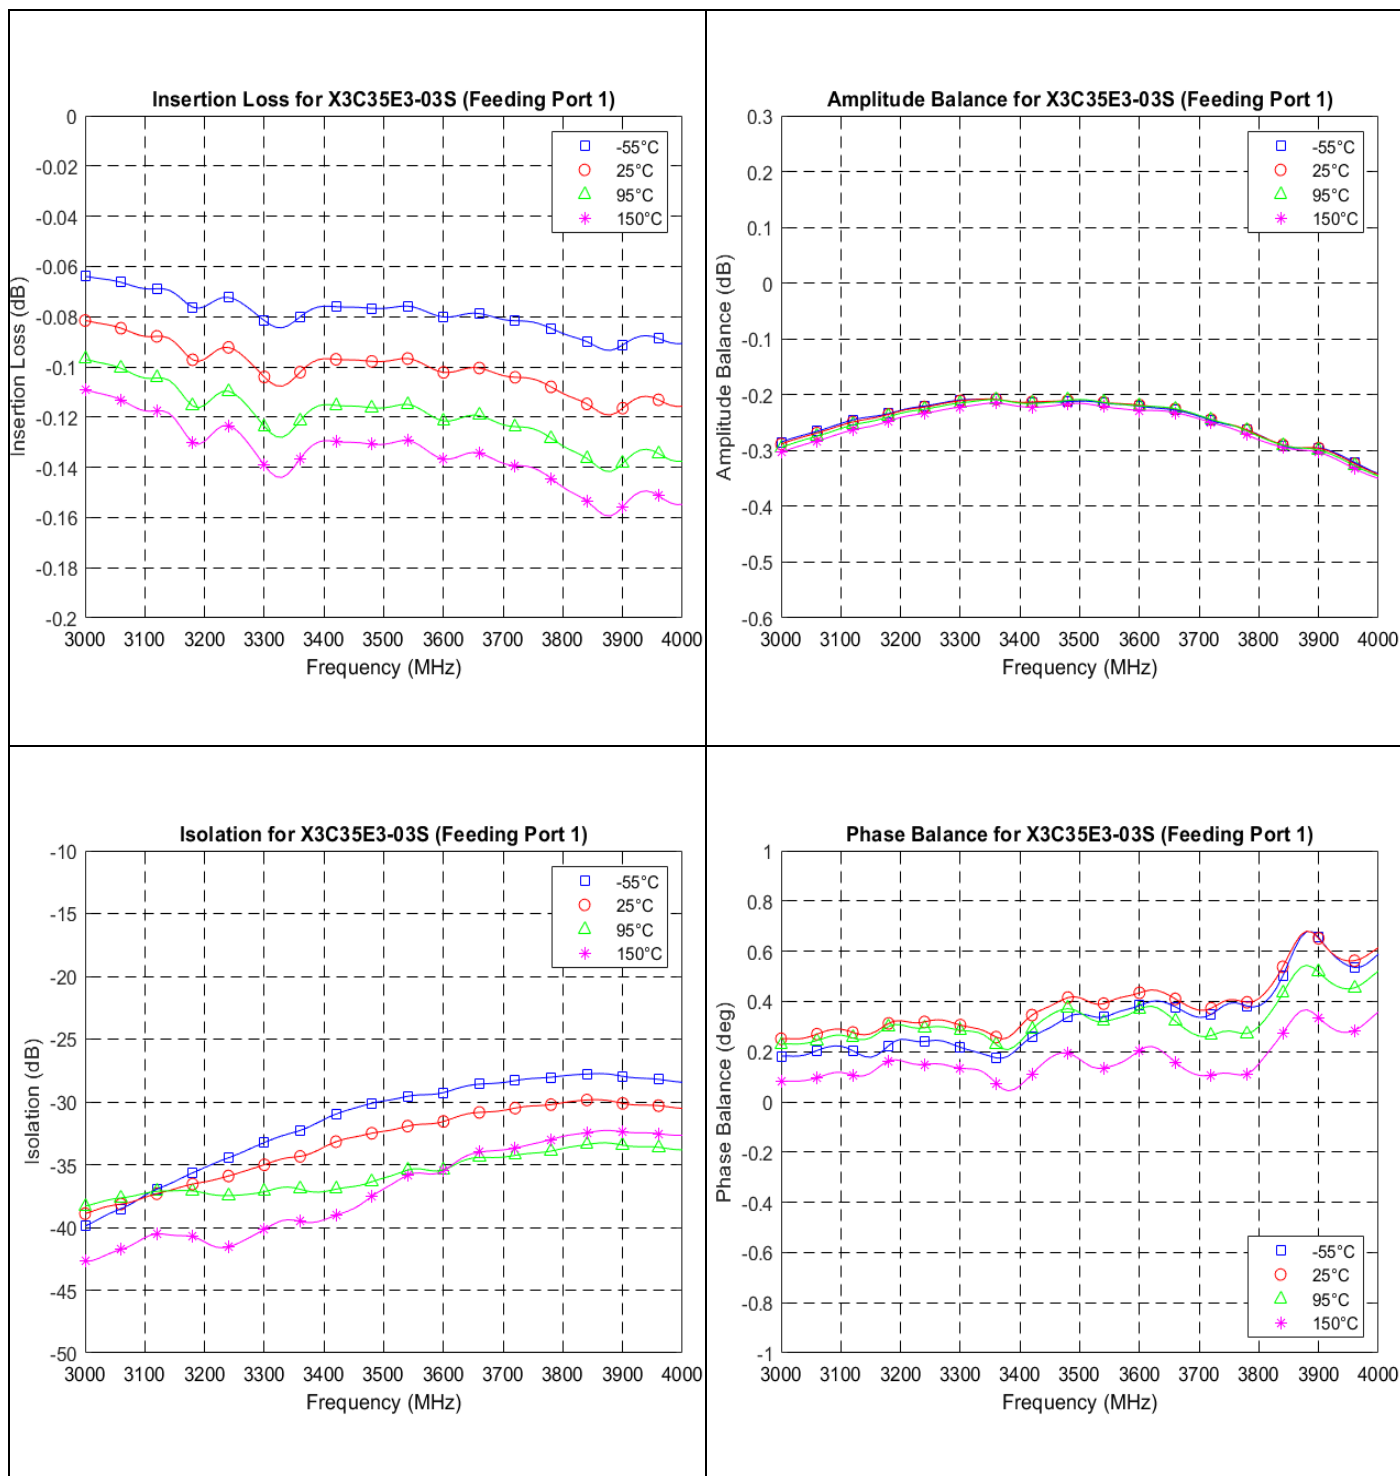 Insertion Loss for X3C35E3-03S (Feeding Port 1)
0
-0.02
-0.04
-0.06
-0.08
-0.1
-0.12
-0.14
-0.16
-0.18
-0.2
Insertion Loss (dB)
-55°C
25°C
95°C
150°C
3000 3100 3200 3300 3400 3500 3600 3700 3800 3900 4000
Frequency (MHz)
Amplitude Balance for X3C35E3-03S (Feeding Port 1)
0.3
0.2
0.1
0
-0.1
-0.2
-0.3
-0.4
-0.5
-0.6
Amplitude Balance (dB)
-55°C
25°C
95°C
150°C
3000 3100 3200 3300 3400 3500 3600 3700 3800 3900 4000
Frequency (MHz)
Isolation for X3C35E3-03S (Feeding Port 1)
-10
-15
-20
-25
-30
-35
-40
-45
-50
Isolation (dB)
-55°C
25°C
95°C
150°C
3000 3100 3200 3300 3400 3500 3600 3700 3800 3900 4000
Frequency (MHz)
Phase Balance for X3C35E3-03S (Feeding Port 1)
1
0.8
0.6
0.4
0.2
0
-0.2
-0.4
-0.6
-0.8
-1
Phase Balance (deg)
-55°C
25°C
95°C
150°C
3000 3100 3200 3300 3400 3500 3600 3700 3800 3900 4000
Frequency (MHz)